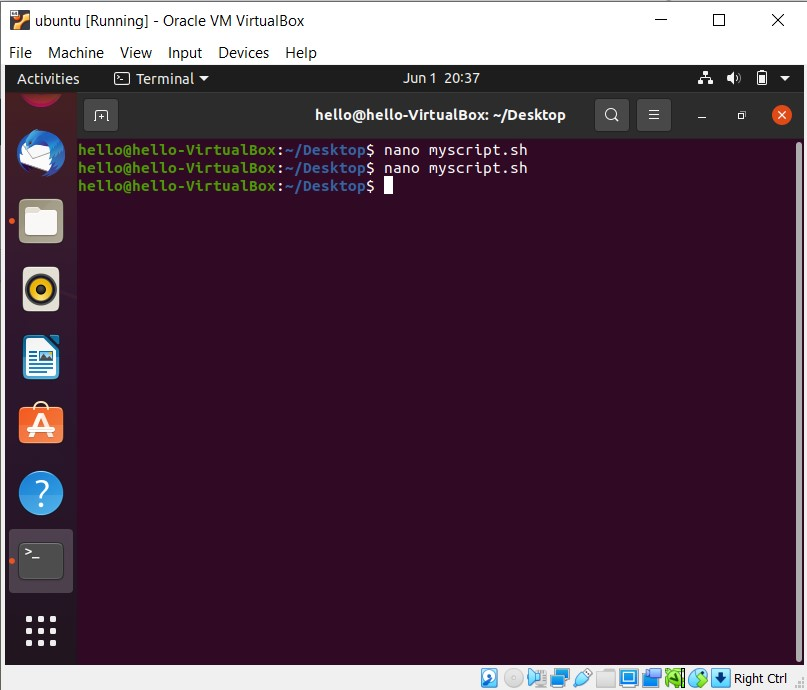 ubuntu [Running] - Oracle VM VirtualBox
File Machine View Input Devices Help
Activities Terminal Jun 1 20:37
hello@hello-VirtualBox: ~/Desktop
hello@hello-VirtualBox:~/Desktop$ nano myscript.sh
hello@hello-VirtualBox:~/Desktop$ nano myscript.sh
hello@hello-VirtualBox:~/Desktop$
>_
Right Ctrl